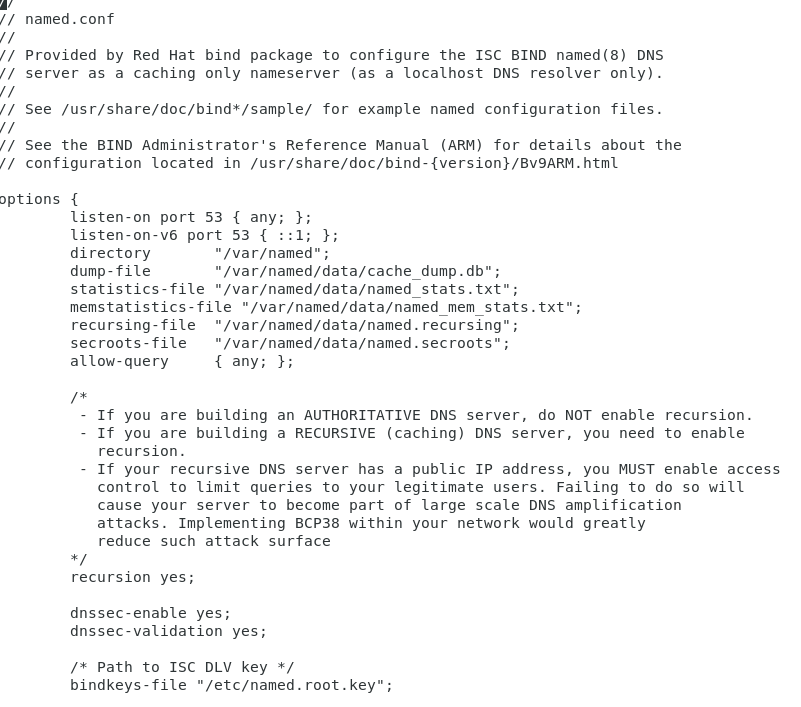 //
// named.conf
//
// Provided by Red Hat bind package to configure the ISC BIND named(8) DNS
// server as a caching only nameserver (as a localhost DNS resolver only).
//
// See /usr/share/doc/bind*/sample/ for example named configuration files.
//
// See the BIND Administrator's Reference Manual (ARM) for details about the
// configuration located in /usr/share/doc/bind-{version}/Bv9ARM.html

options {
        listen-on port 53 { any; };
        listen-on-v6 port 53 { ::1; };
        directory       "/var/named";
        dump-file       "/var/named/data/cache_dump.db";
        statistics-file "/var/named/data/named_stats.txt";
        memstatistics-file "/var/named/data/named_mem_stats.txt";
        recursing-file  "/var/named/data/named.recursing";
        secroots-file   "/var/named/data/named.secroots";
        allow-query     { any; };

        /*
         - If you are building an AUTHORITATIVE DNS server, do NOT enable recursion.
         - If you are building a RECURSIVE (caching) DNS server, you need to enable
           recursion.
         - If your recursive DNS server has a public IP address, you MUST enable access
           control to limit queries to your legitimate users. Failing to do so will
           cause your server to become part of large scale DNS amplification
           attacks. Implementing BCP38 within your network would greatly
           reduce such attack surface
        */
        recursion yes;

        dnssec-enable yes;
        dnssec-validation yes;

        /* Path to ISC DLV key */
        bindkeys-file "/etc/named.root.key";